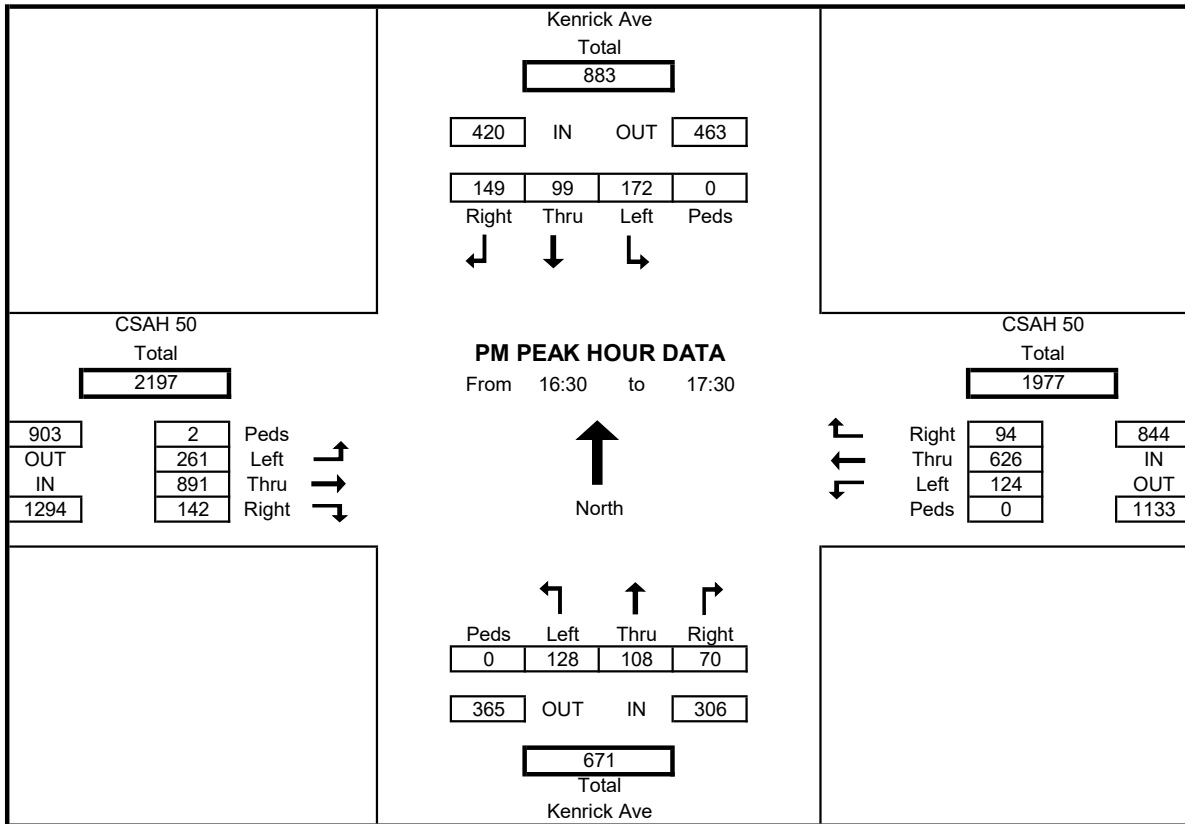 Kenrick Ave
Total
883
420 IN OUT 463
149 99 172 0
Right Thru Left Peds
CSAH 50
Total
2197
903 2 Peds
OUT 261 Left
IN 891 Thru
1294 142 Right
PM PEAK HOUR DATA
From 16:30 to 17:30
North
CSAH 50
Total
1977
Right 94 844
Thru 626 IN
Left 124 OUT
Peds 0 1133
Peds Left Thru Right
0 128 108 70
365 OUT IN 306
671
Total
Kenrick Ave